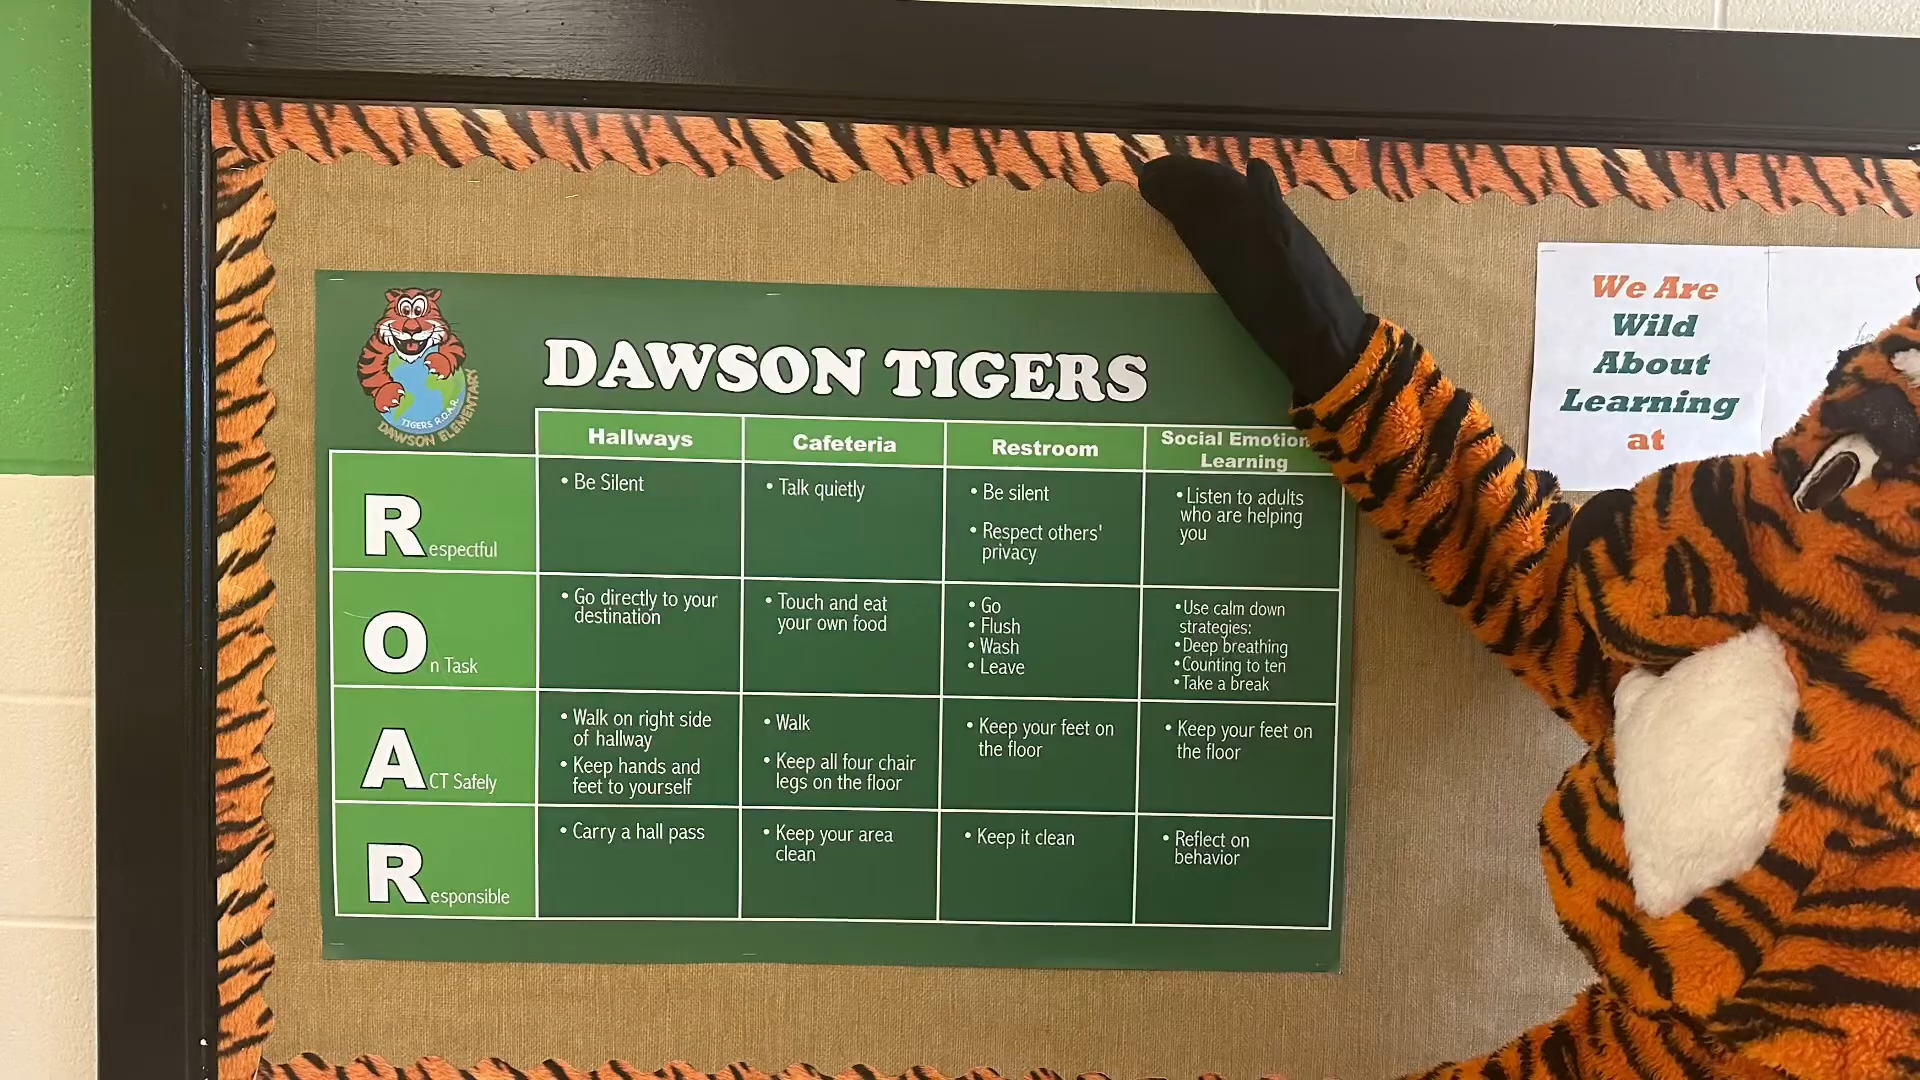 TIGERS R.O.A.R.
DAWSON ELEMENTARY
DAWSON TIGERS
Hallways
Cafeteria
Restroom
Social Emotion
Learning
Respectful
• Be Silent
• Talk quietly
• Be silent
• Respect others'
privacy
• Listen to adults
who are helping
you
On Task
• Go directly to your
destination
• Touch and eat
your own food
• Go
• Flush
• Wash
• Leave
• Use calm down
strategies:
• Deep breathing
• Counting to ten
• Take a break
ACT Safely
• Walk on right side
of hallway
• Keep hands and
feet to yourself
• Walk
• Keep all four chair
legs on the floor
• Keep your feet on
the floor
• Keep your feet on
the floor
Responsible
• Carry a hall pass
• Keep your area
clean
• Keep it clean
• Reflect on
behavior
We Are
Wild
About
Learning
at